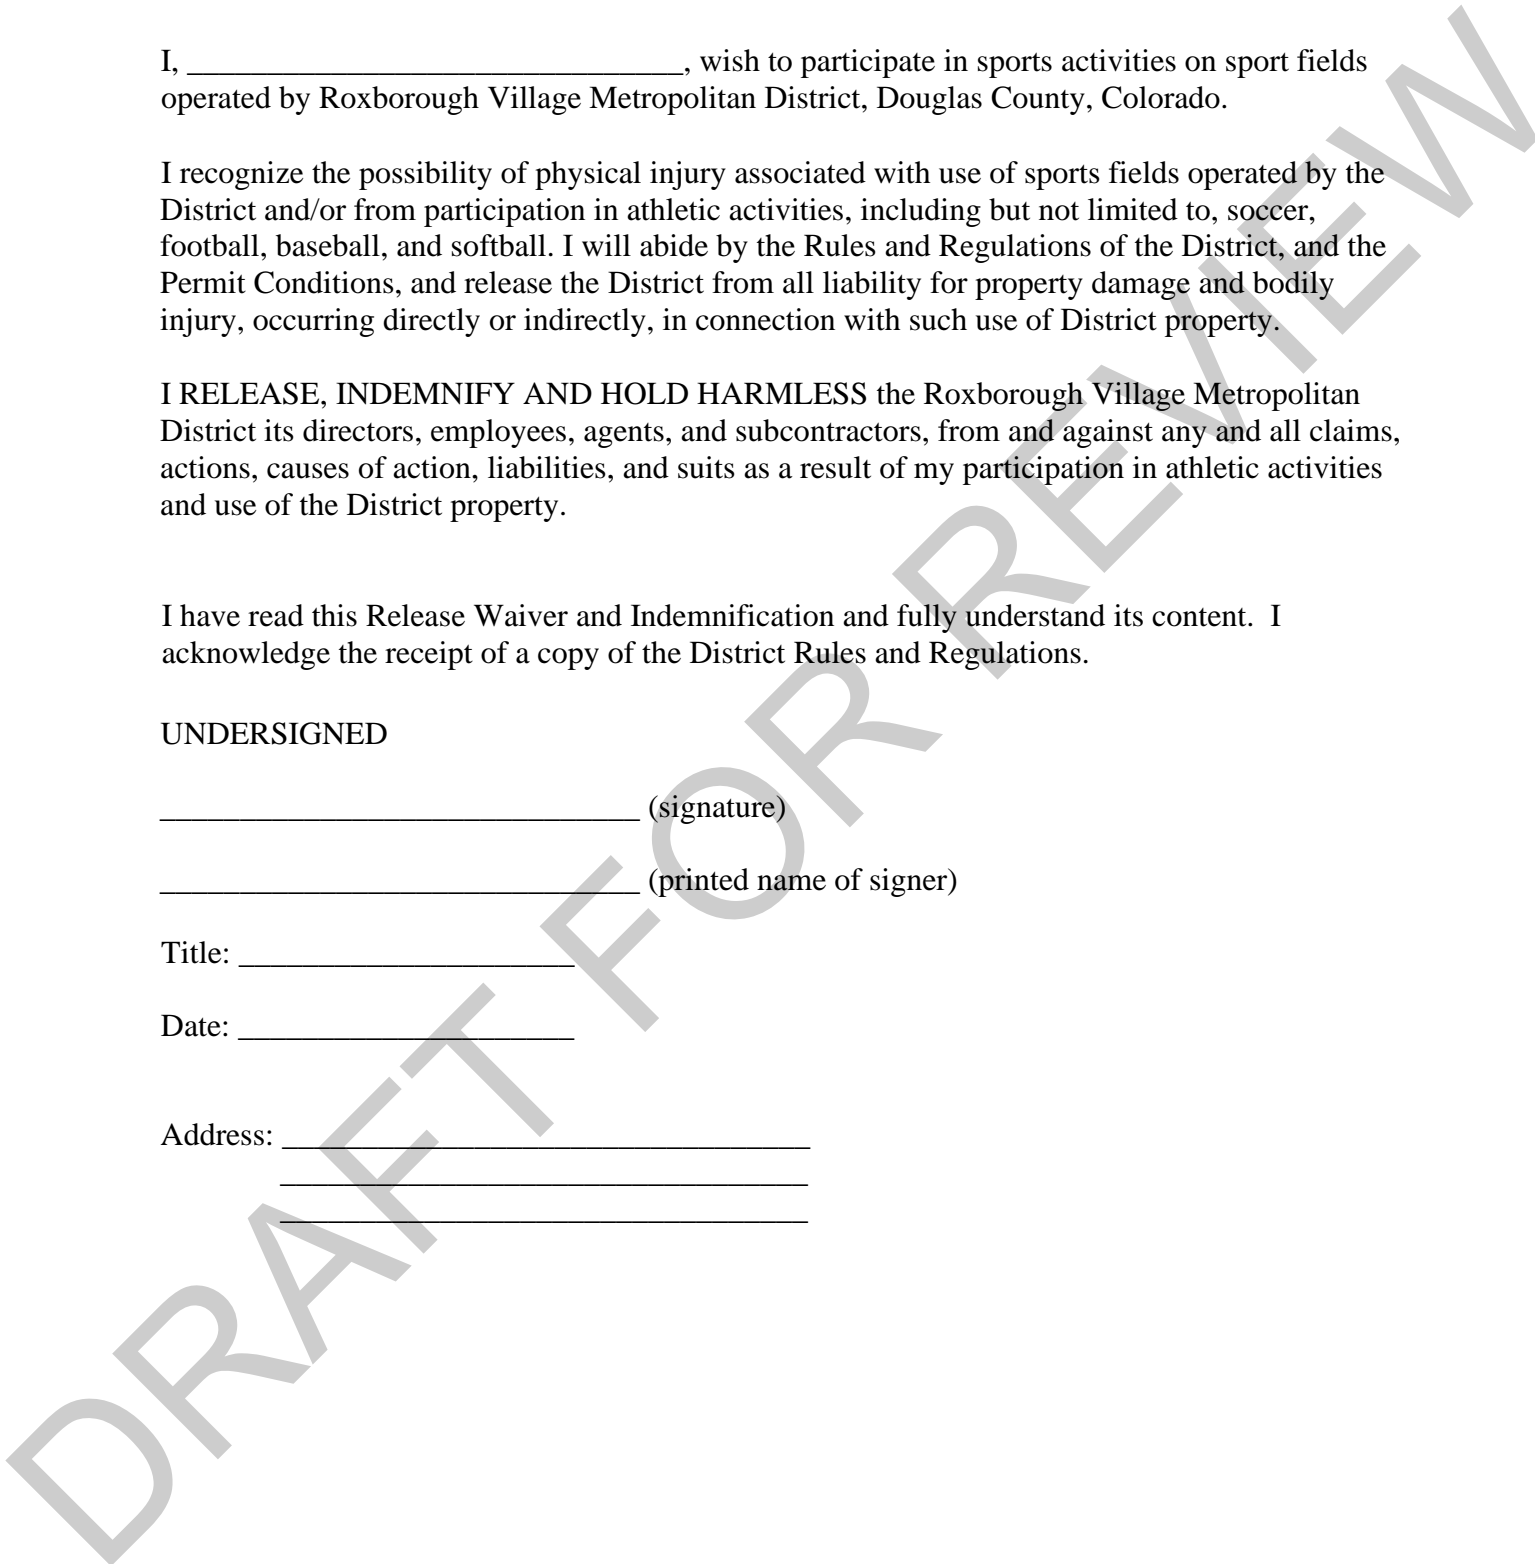 I, _______________________________, wish to participate in sports activities on sport fields
operated by Roxborough Village Metropolitan District, Douglas County, Colorado.
I recognize the possibility of physical injury associated with use of sports fields operated by the
District and/or from participation in athletic activities, including but not limited to, soccer,
football, baseball, and softball. I will abide by the Rules and Regulations of the District, and the
Permit Conditions, and release the District from all liability for property damage and bodily
injury, occurring directly or indirectly, in connection with such use of District property.
I RELEASE, INDEMNIFY AND HOLD HARMLESS the Roxborough Village Metropolitan
District its directors, employees, agents, and subcontractors, from and against any and all claims,
actions, causes of action, liabilities, and suits as a result of my participation in athletic activities
and use of the District property.
I have read this Release Waiver and Indemnification and fully understand its content.  I
acknowledge the receipt of a copy of the District Rules and Regulations.
UNDERSIGNED
______________________________ (signature)
______________________________ (printed name of signer)
Title: _____________________
Date: _____________________
Address: _________________________________
_________________________________
_________________________________
DRAFT FOR REVIEW